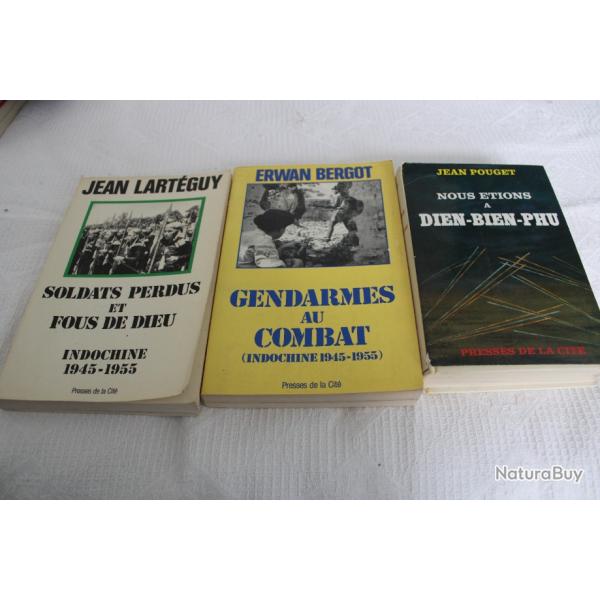 JEAN LARTÉGUY
SOLDATS PERDUS
ET
FOUS DE DIEU
INDOCHINE
1945-1955
Presses de la Cité
ERWAN BERGOT
GENDARMES
AU
COMBAT
(INDOCHINE 1945-1955)
Presses de la Cité
JEAN POUGET
NOUS ETIONS
A
DIEN-BIEN-PHU
PRESSES DE LA CITÉ
NaturaBuy